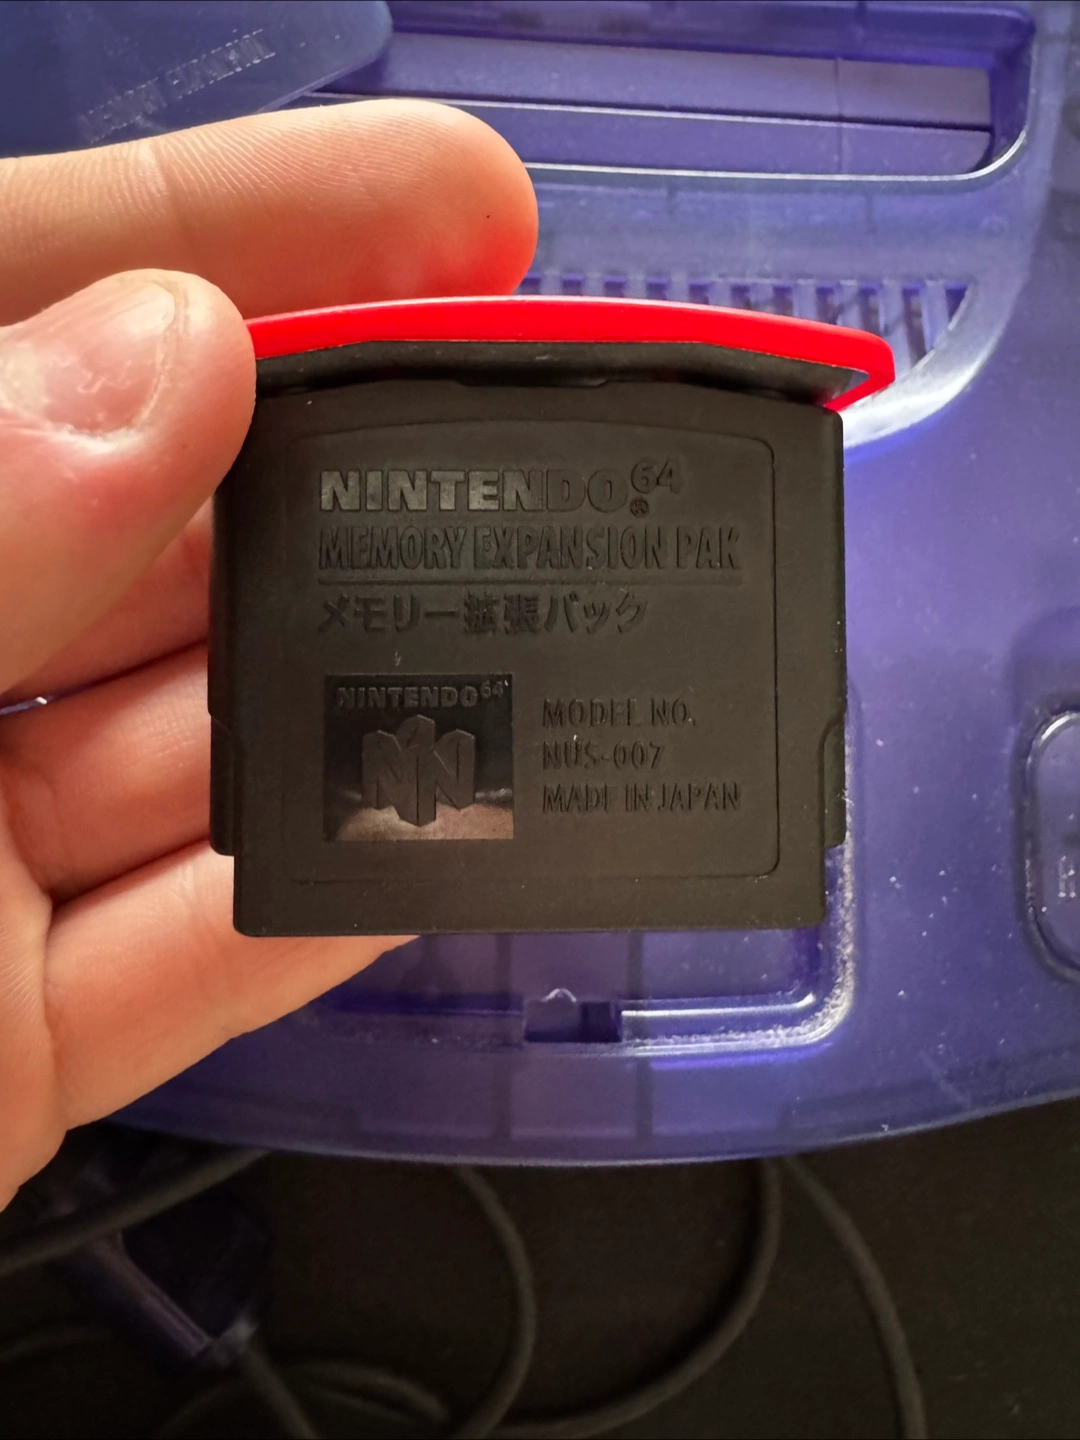 NINTENDO64®
MEMORY EXPANSION PAK
メモリー拡張パック
NINTENDO64
MODEL NO.
NUS-007
MADE IN JAPAN